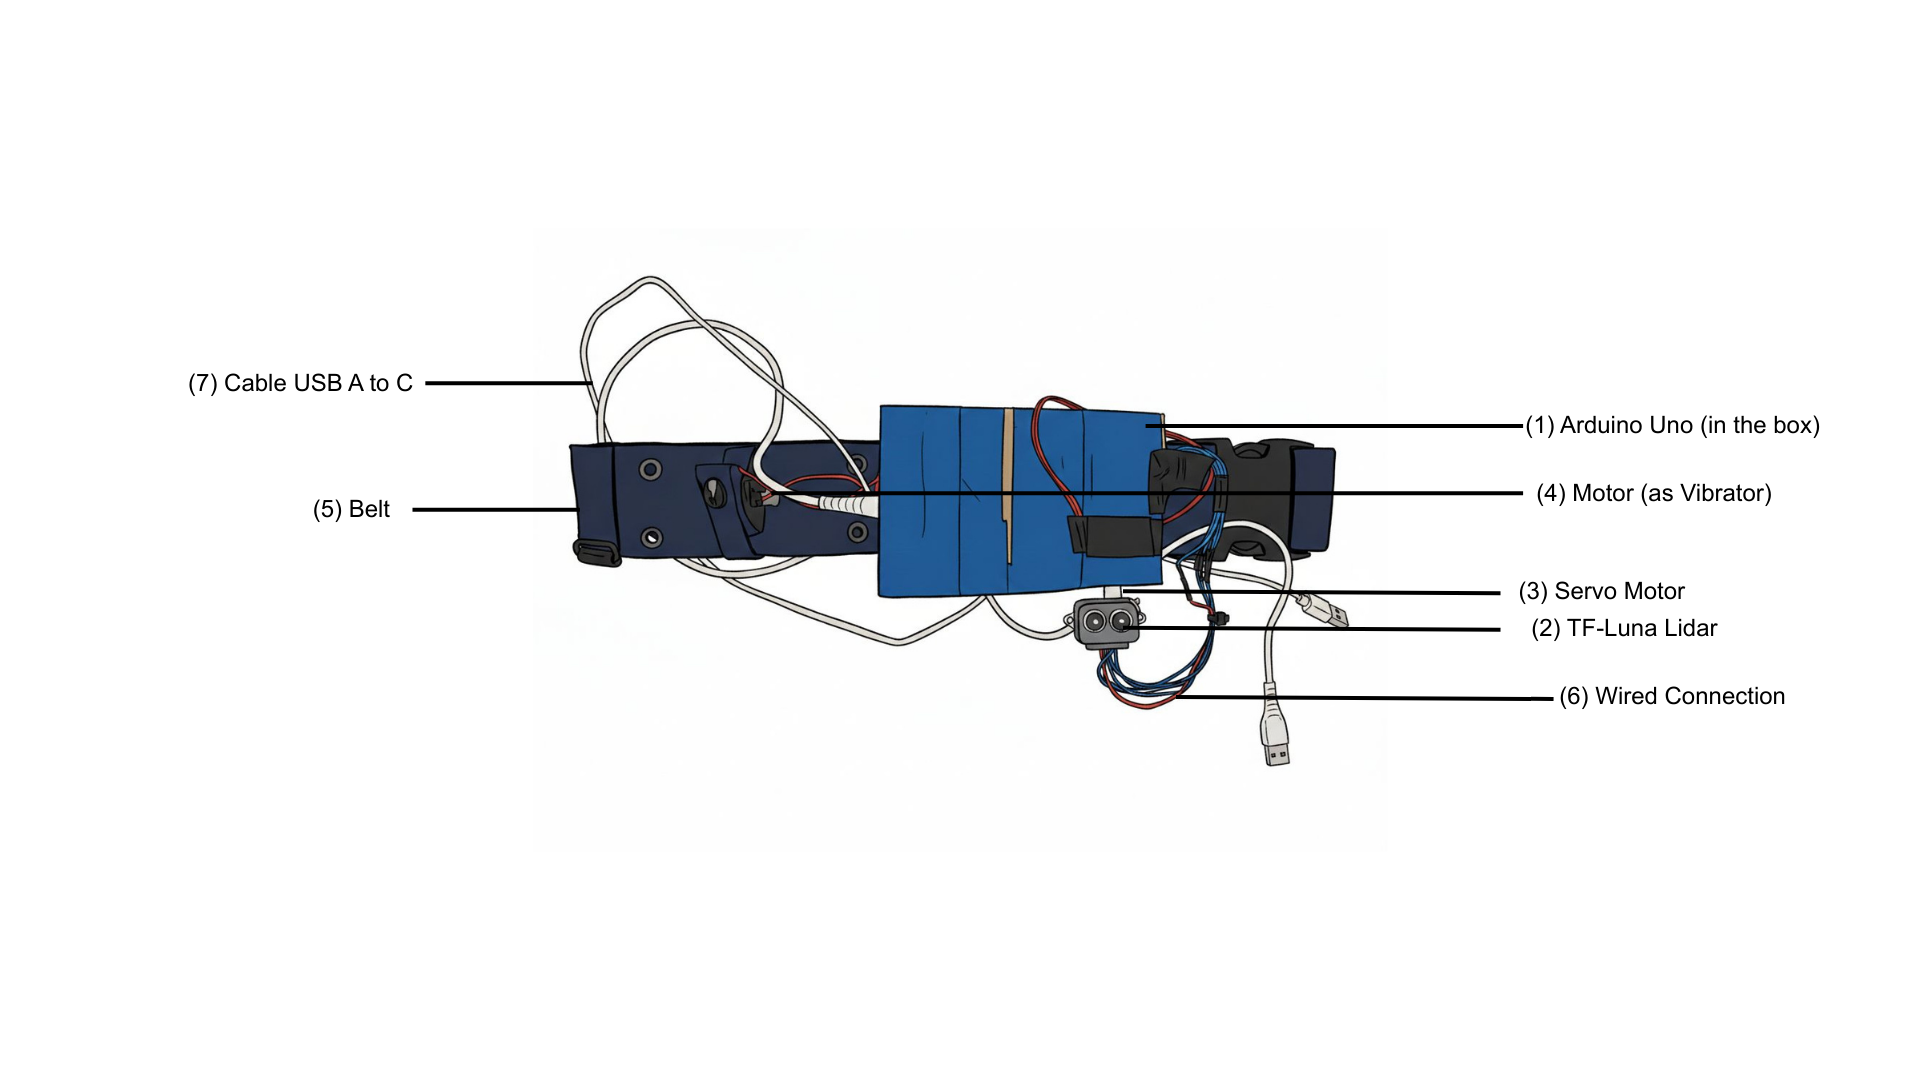 (7) Cable USB A to C
(1) Arduino Uno (in the box)
(4) Motor (as Vibrator)
(5) Belt
(3) Servo Motor
(2) TF-Luna Lidar
(6) Wired Connection